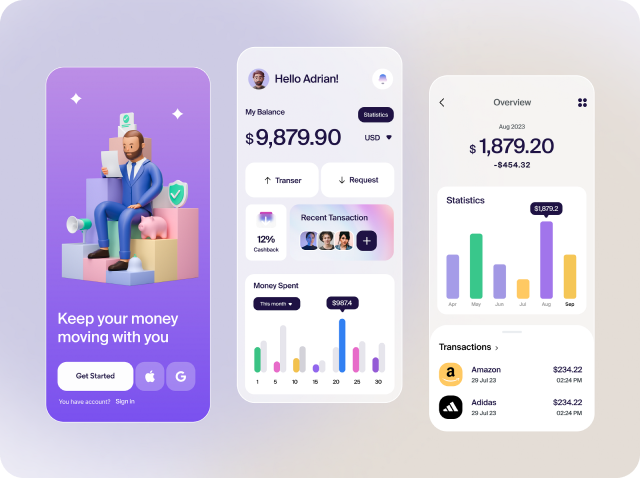 Keep your money
moving with you
Get Started
G
You have account? Sign in
Hello Adrian!
My Balance
Statistics
$9,879.90
USD
Transer
Request
12%
Cashback
Recent Tansaction
+
Money Spent
This month
$987.4
1 5 10 15 20 25 30
Overview
Aug 2023
$ 1,879.20
-$454.32
Statistics
$1,879.2
Apr May Jun Jul Aug Sep
Transactions >
a
Amazon $234.22
29 Jul 23 02:24 PM
Adidas $234.22
29 Jul 23 02:24 PM